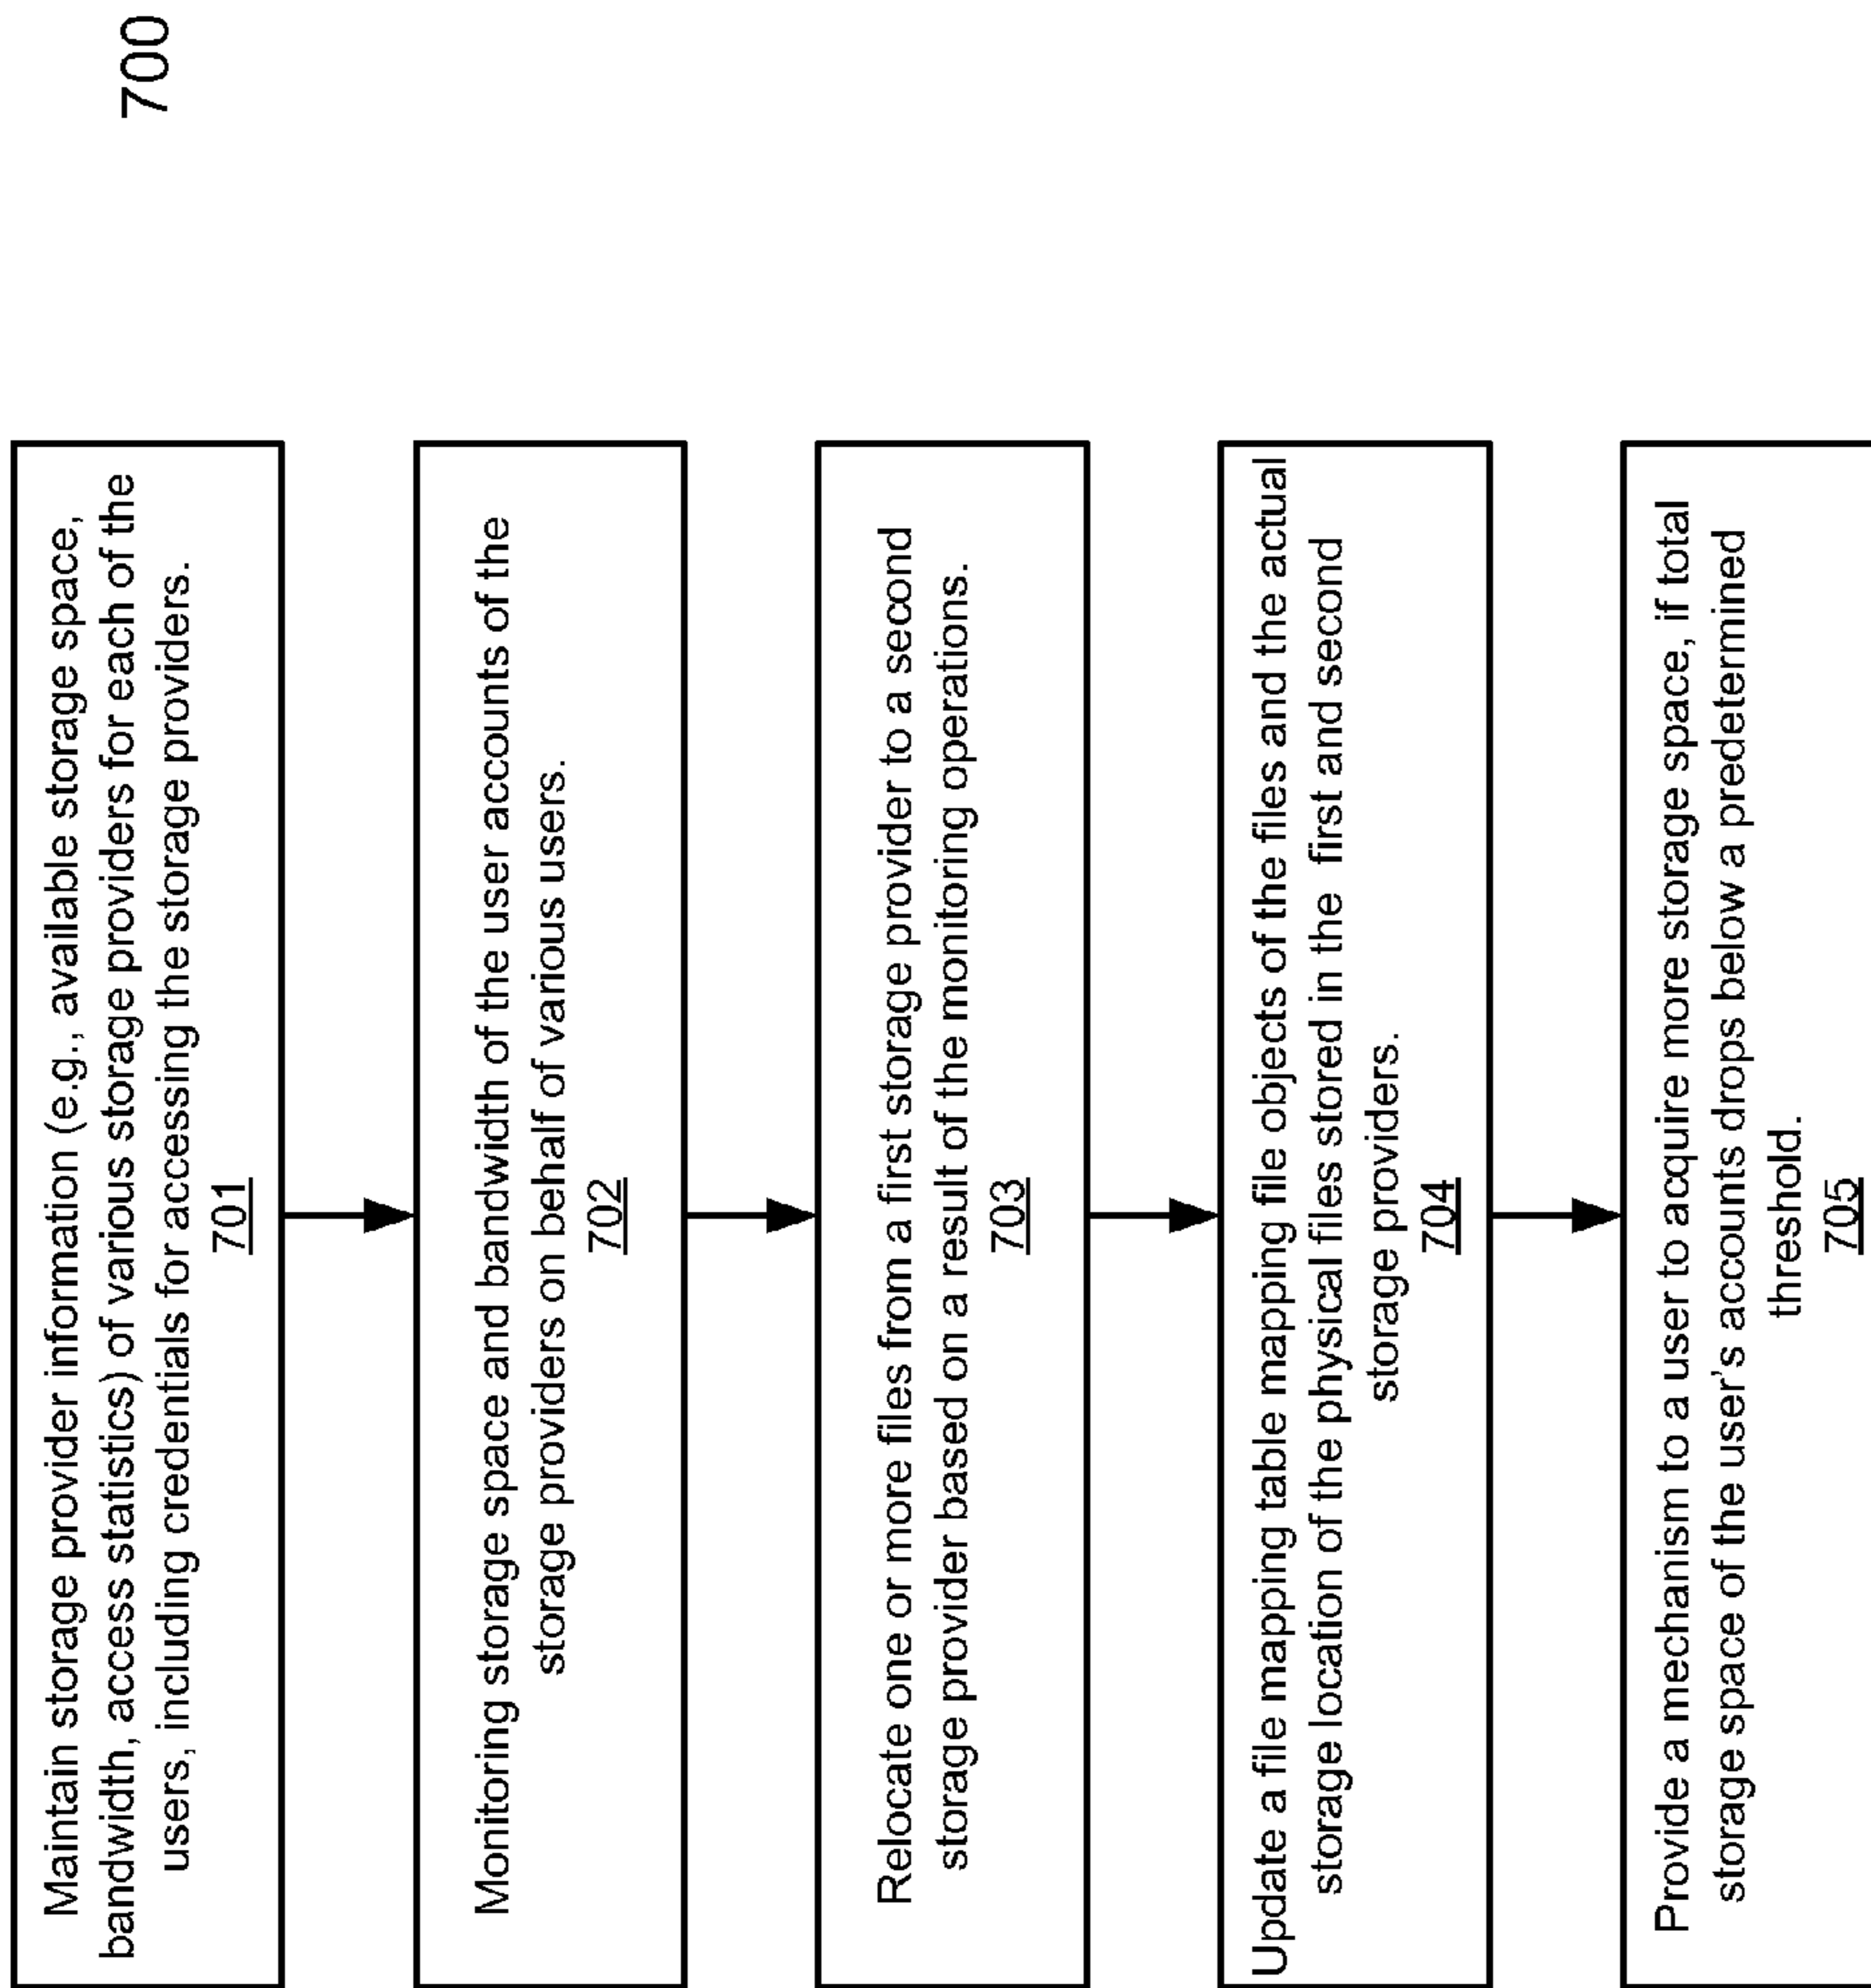 700
Maintain storage provider information (e.g., available storage space,
bandwidth, access statistics) of various storage providers for each of the
users, including credentials for accessing the storage providers.
701
Monitoring storage space and bandwidth of the user accounts of the
storage providers on behalf of various users.
702
Relocate one or more files from a first storage provider to a second
storage provider based on a result of the monitoring operations.
703
Update a file mapping table mapping file objects of the files and the actual
storage location of the physical files stored in the first and second
storage providers.
704
Provide a mechanism to a user to acquire more storage space, if total
storage space of the user's accounts drops below a predetermined
threshold.
705